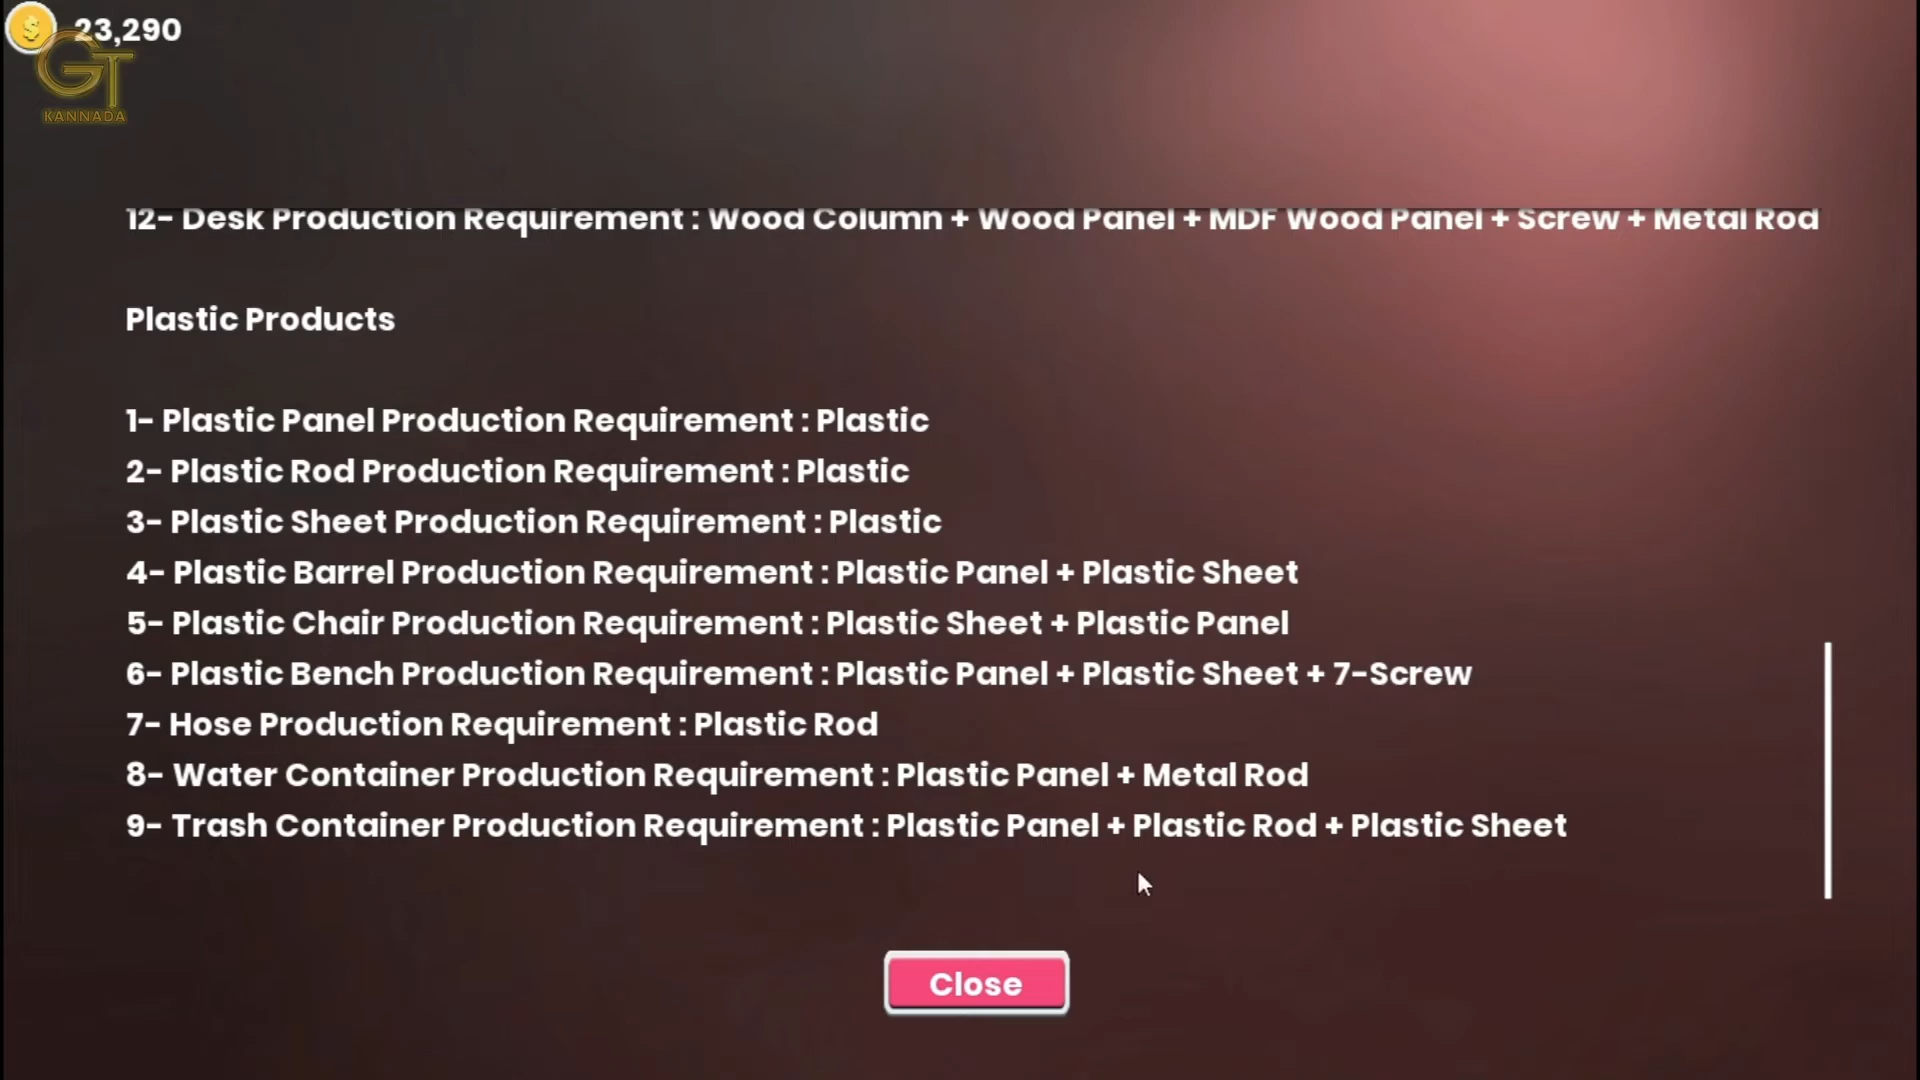 23,290
GT
KANNADA
12- Desk Production Requirement : Wood Column + Wood Panel + MDF Wood Panel + Screw + Metal Rod
Plastic Products
1- Plastic Panel Production Requirement : Plastic
2- Plastic Rod Production Requirement : Plastic
3- Plastic Sheet Production Requirement : Plastic
4- Plastic Barrel Production Requirement : Plastic Panel + Plastic Sheet
5- Plastic Chair Production Requirement : Plastic Sheet + Plastic Panel
6- Plastic Bench Production Requirement : Plastic Panel + Plastic Sheet + 7-Screw
7- Hose Production Requirement : Plastic Rod
8- Water Container Production Requirement : Plastic Panel + Metal Rod
9- Trash Container Production Requirement : Plastic Panel + Plastic Rod + Plastic Sheet
Close